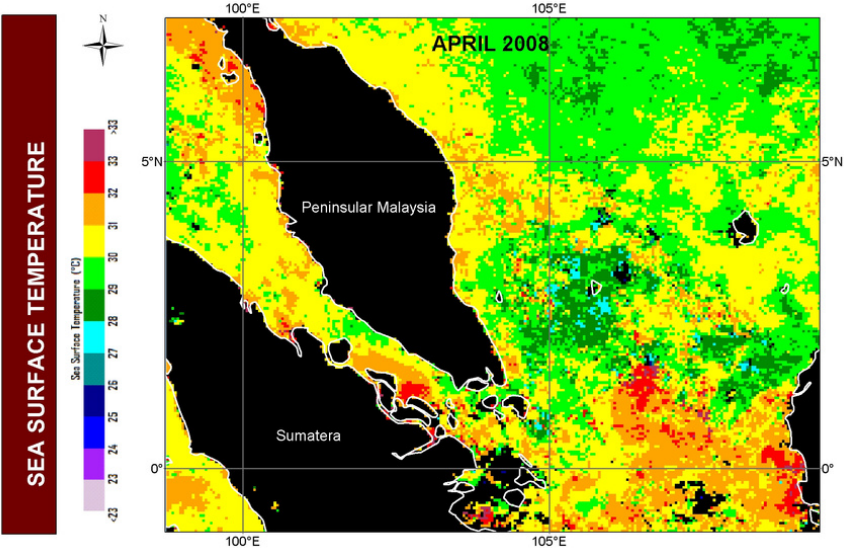 SEA SURFACE TEMPERATURE
N
Sea Surface Temperature (°C)
>33
33
32
31
30
29
28
27
26
25
24
23
<23
100°E
105°E
APRIL 2008
5°N
5°N
Peninsular Malaysia
Sumatera
0°
0°
100°E
105°E